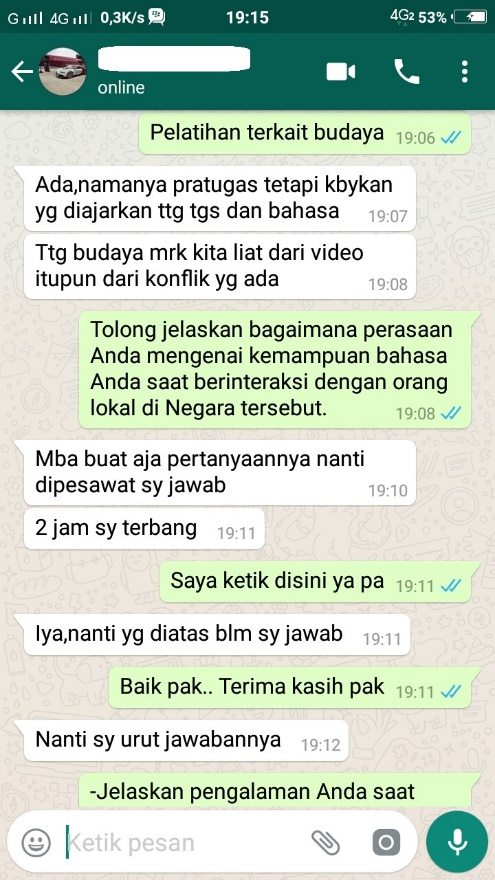 G 4G 0,3K/s 19:15 4G2 53%
online
Pelatihan terkait budaya 19:06
Ada,namanya pratugas tetapi kbykan
yg diajarkan ttg tgs dan bahasa 19:07
Ttg budaya mrk kita liat dari video
itupun dari konflik yg ada 19:08
Tolong jelaskan bagaimana perasaan
Anda mengenai kemampuan bahasa
Anda saat berinteraksi dengan orang
lokal di Negara tersebut. 19:08
Mba buat aja pertanyaannya nanti
dipesawat sy jawab 19:10
2 jam sy terbang 19:11
Saya ketik disini ya pa 19:11
Iya,nanti yg diatas blm sy jawab 19:11
Baik pak.. Terima kasih pak 19:11
Nanti sy urut jawabannya 19:12
-Jelaskan pengalaman Anda saat
Ketik pesan